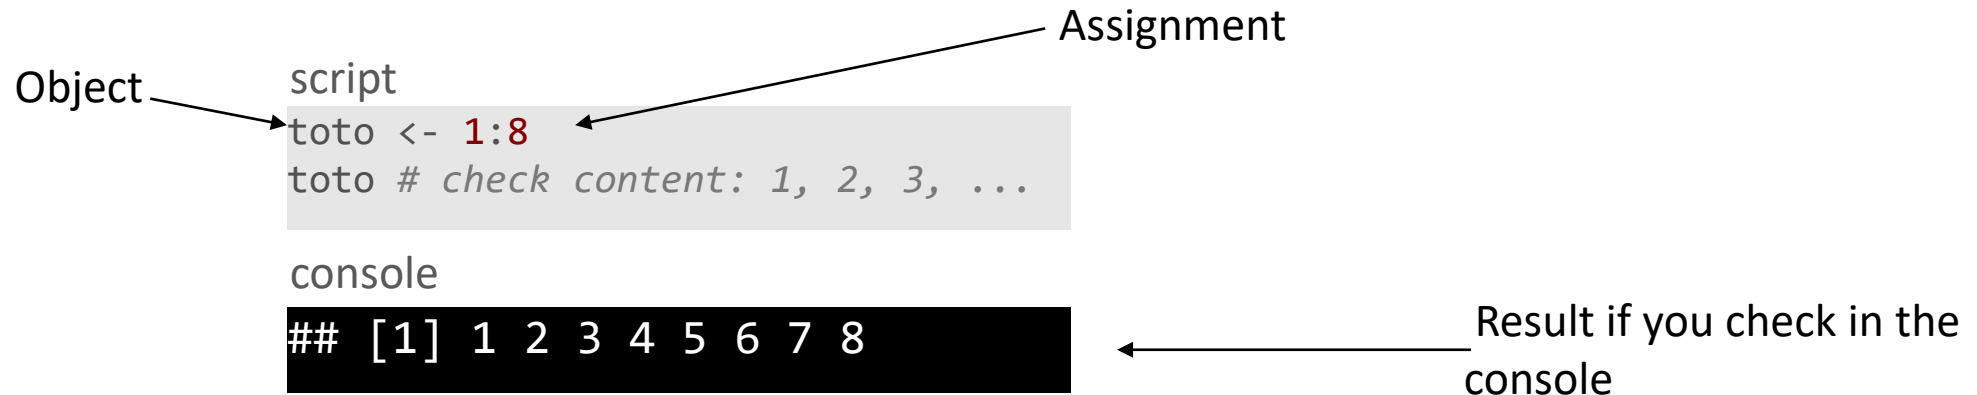 Assignment
Object
script
toto <- 1:8
toto # check content: 1, 2, 3, ...
console
## [1] 1 2 3 4 5 6 7 8
Result if you check in the
console